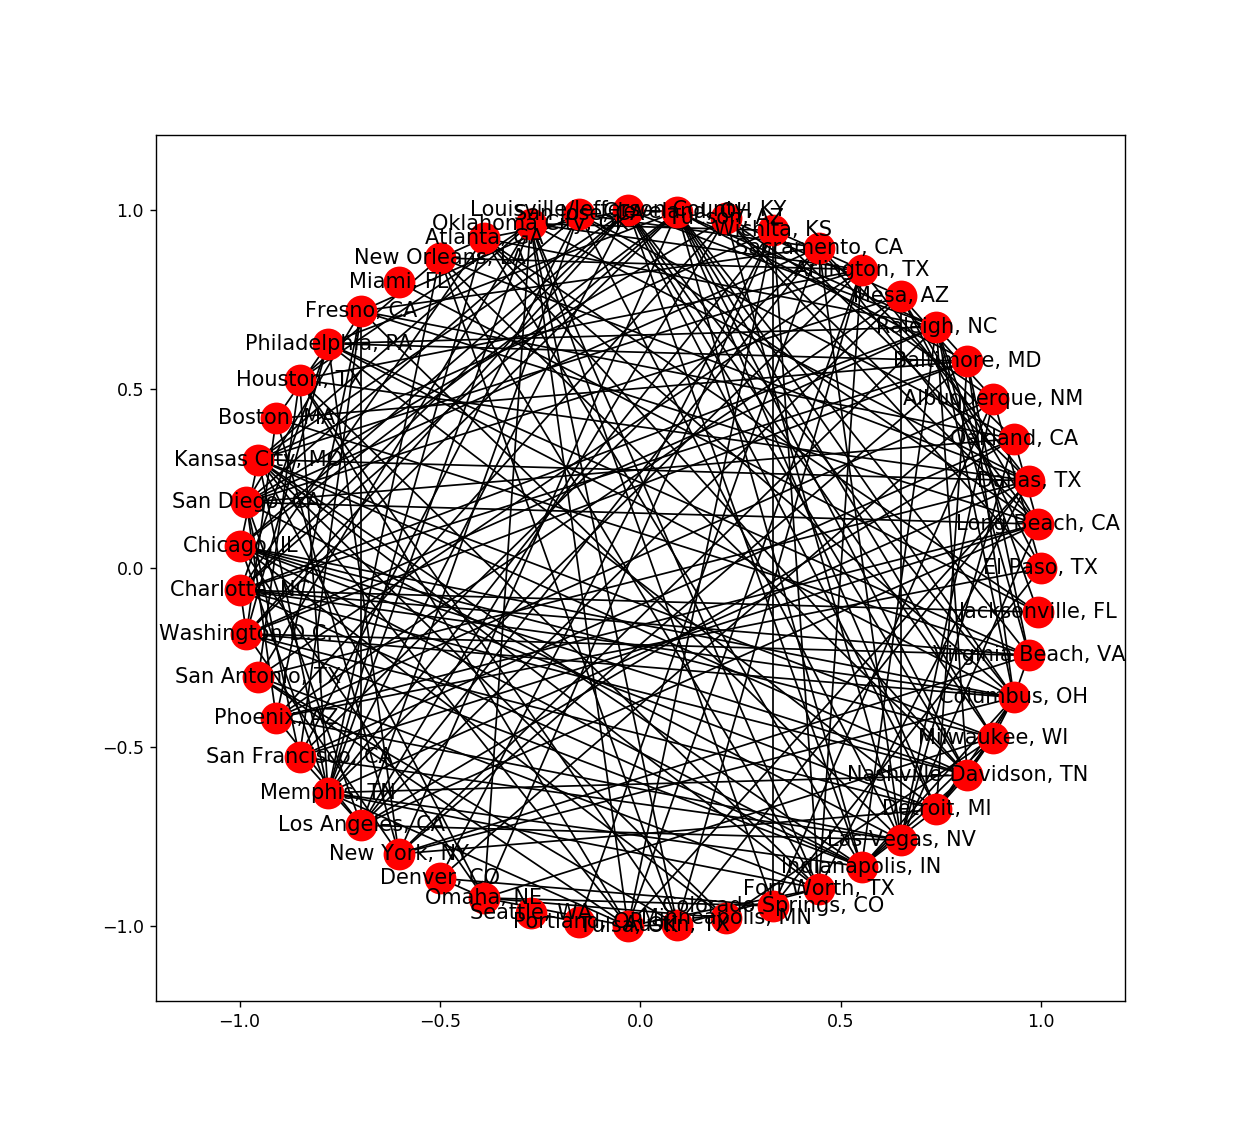 1.0
0.5
0.0
−0.5
−1.0
−1.0
−0.5
0.0
0.5
1.0
Louisville/Jefferson County, KY
San Jose, CA
Cleveland, OH
Tucson, AZ
Oklahoma City, OK
Wichita, KS
Atlanta, GA
Sacramento, CA
New Orleans, LA
Arlington, TX
Miami, FL
Mesa, AZ
Fresno, CA
Raleigh, NC
Philadelphia, PA
Baltimore, MD
Houston, TX
Albuquerque, NM
Boston, MA
Oakland, CA
Kansas City, MO
Dallas, TX
San Diego, CA
Long Beach, CA
Chicago, IL
El Paso, TX
Charlotte, NC
Jacksonville, FL
Washington D.C.
Virginia Beach, VA
San Antonio, TX
Columbus, OH
Phoenix, AZ
Milwaukee, WI
San Francisco, CA
Nashville-Davidson, TN
Memphis, TN
Detroit, MI
Los Angeles, CA
Las Vegas, NV
New York, NY
Indianapolis, IN
Denver, CO
Fort Worth, TX
Omaha, NE
Colorado Springs, CO
Seattle, WA
Minneapolis, MN
Portland, OR
Tulsa, OK
Austin, TX